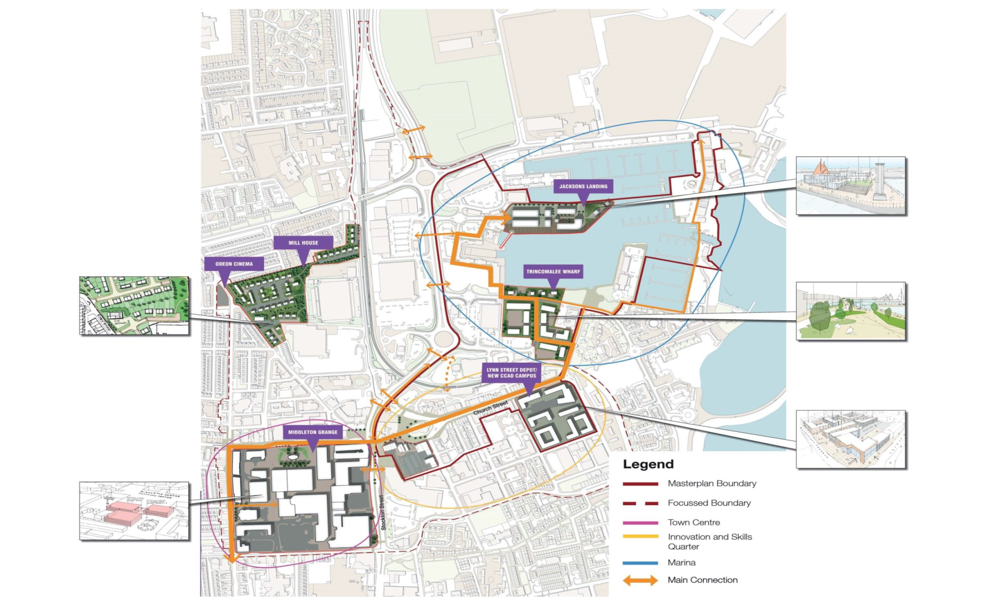 JACKSONS LANDING
MILL HOUSE
ODEON CINEMA
TRINCOMALEE WHARF
LYNN STREET DEPOT/
NEW CCAD CAMPUS
Church Street
MIDDLETON GRANGE
Stockton Street
Legend
Masterplan Boundary
Focussed Boundary
Town Centre
Innovation and Skills
Quarter
Marina
Main Connection